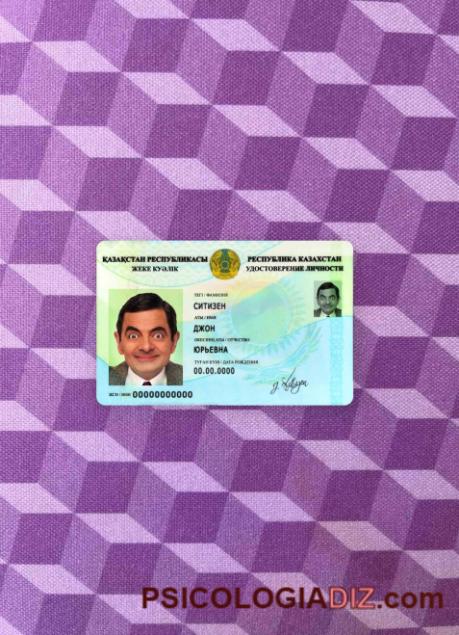 ҚАЗАҚСТАН РЕСПУБЛИКАСЫ РЕСПУБЛИКА КАЗАХСТАН
ЖЕКЕ КУӘЛІК УДОСТОВЕРЕНИЕ ЛИЧНОСТИ
ТЕГІ / ФАМИЛИЯ
СИТИЗЕН
АТЫ / ИМЯ
ДЖОН
ӘКЕСІНІҢ АТЫ / ОТЧЕСТВО
ЮРЬЕВНА
ТУҒАН КҮНІ / ДАТА РОЖДЕНИЯ
00.00.0000
ЖСН / ИИН 00000000000
PSICOLOGIADIZ.com